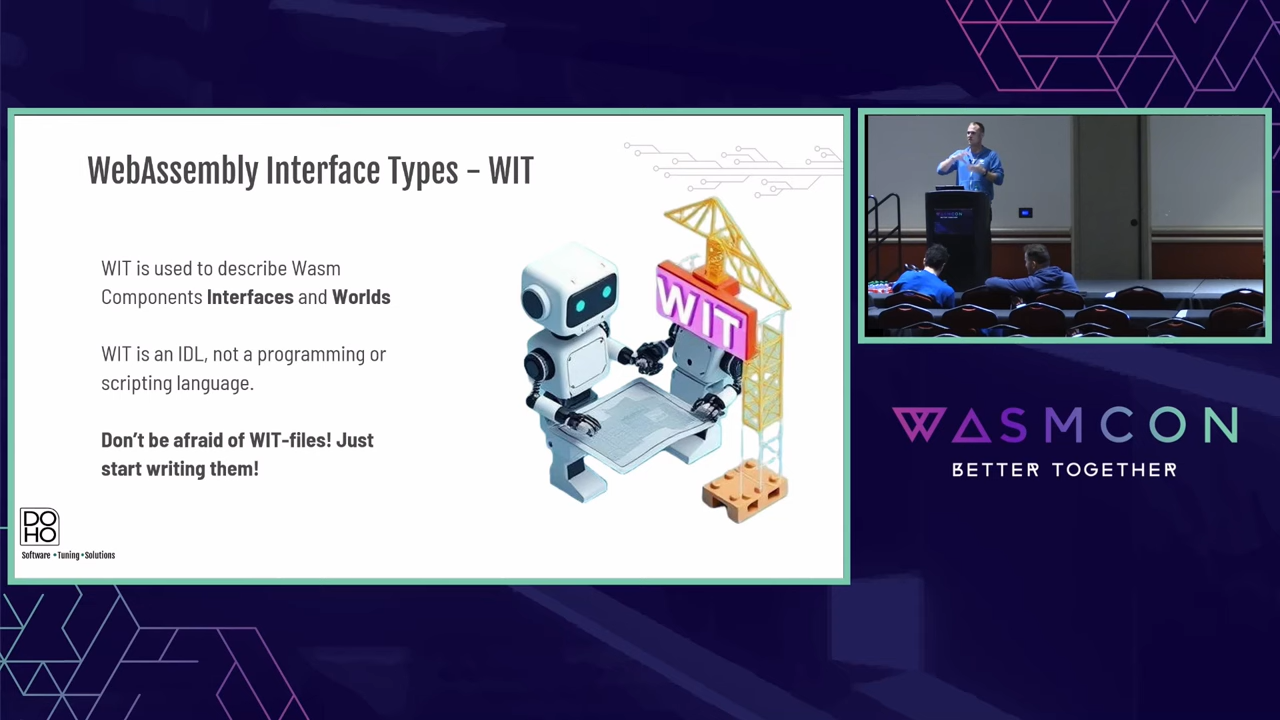 WebAssembly Interface Types – WIT
WIT is used to describe Wasm
Components Interfaces and Worlds
WIT is an IDL, not a programming or
scripting language.
Don't be afraid of WIT-files! Just
start writing them!
WIT
DO
HO
Software • Tuning • Solutions
WASMCON
WASMCON
BETTER TOGETHER